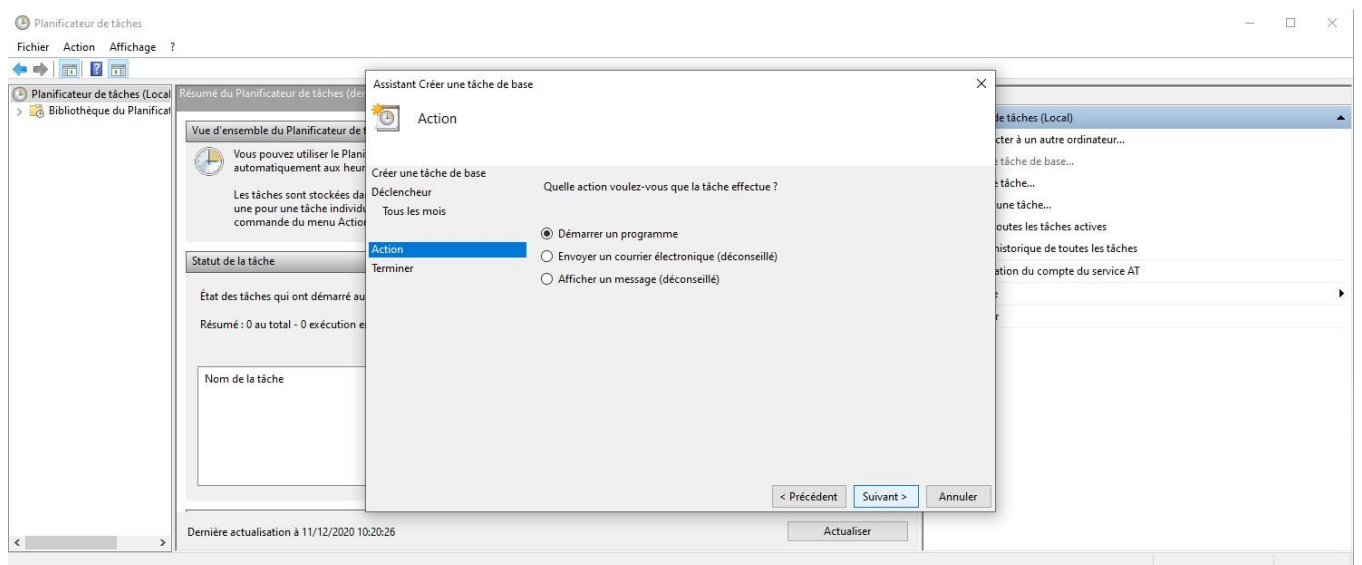 Planificateur de tâches
Fichier Action Affichage ?
Planificateur de tâches (Local
Bibliothèque du Planificat
Résumé du Planificateur de tâches (der
Vue d'ensemble du Planificateur de t
Vous pouvez utiliser le Plani
automatiquement aux heur
Les tâches sont stockées da
une pour une tâche individu
commande du menu Action
Statut de la tâche
État des tâches qui ont démarré au
Résumé : 0 au total - 0 exécution e
Nom de la tâche
Dernière actualisation à 11/12/2020 10:20:26
Actualiser
Assistant Créer une tâche de base
Action
Créer une tâche de base
Déclencheur
Tous les mois
Action
Terminer
Quelle action voulez-vous que la tâche effectue ?
Démarrer un programme
Envoyer un courrier électronique (déconseillé)
Afficher un message (déconseillé)
< Précédent
Suivant >
Annuler
de tâches (Local)
cter à un autre ordinateur...
e tâche de base...
e tâche...
une tâche...
outes les tâches actives
historique de toutes les tâches
ation du compte du service AT
e
r